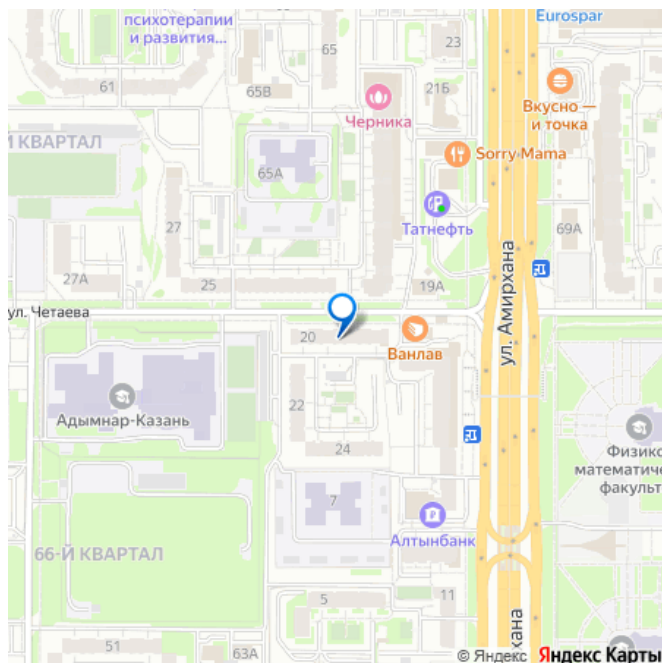 психотерапии
и развития...
Eurospar
65
23
61
65В
21Б
Черника
Вкусно —
и точка
Й КВАРТАЛ
Sorry Mama
65А
27
Татнефть
69А
27А
25
19А
ул. Четаева
ул. Амирхана
20
Ванлав
Адымнар-Казань
22
24
Физико
математиче
факульт
7
Алтынбанк
66-Й КВАРТАЛ
5
11
51
63А
хана
© Яндекс Яндекс Карты